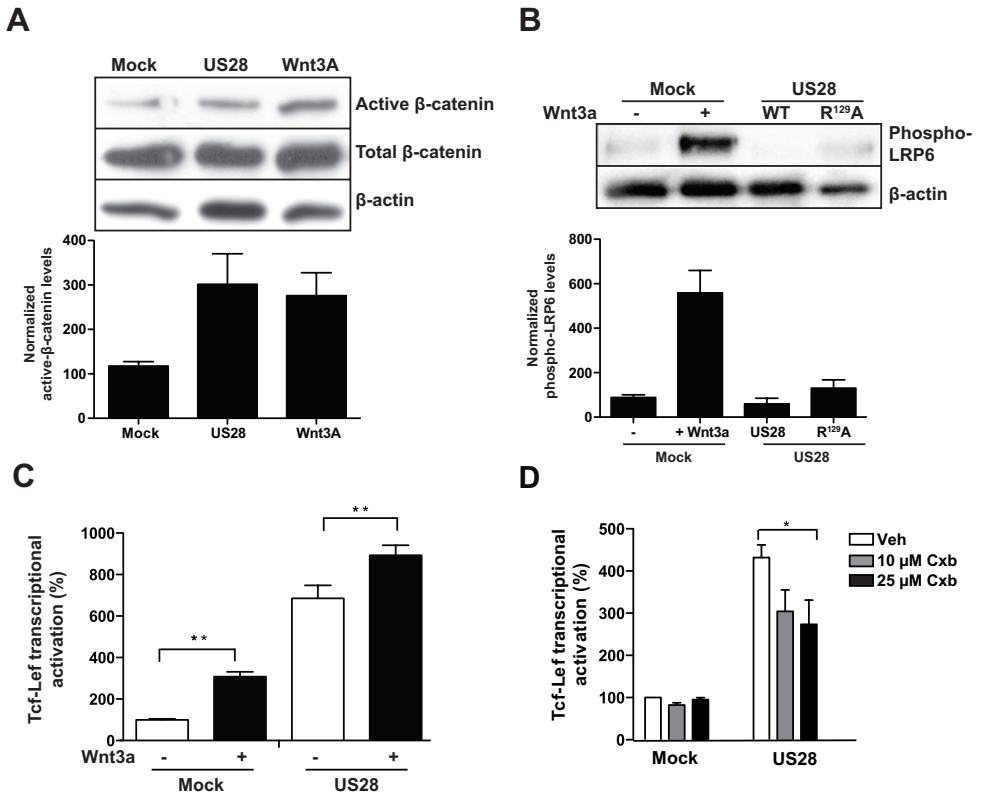 A
Mock US28 Wnt3A
Active β-catenin
Total β-catenin
β-actin
Normalized
active-β-catenin levels
400
300
200
100
0
Mock US28 Wnt3A
B
Mock US28
Wnt3a - + WT R¹²⁹A
Phospho-
LRP6
β-actin
Normalized
phospho-LRP6 levels
800
600
400
200
0
- + Wnt3a US28 R¹²⁹A
Mock US28
C
Tcf-Lef transcriptional
activation (%)
1000
800
600
400
200
0
**
**
Wnt3a - + - +
Mock US28
D
Tcf-Lef transcriptional
activation (%)
500
400
300
200
100
0
*
Veh
10 μM Cxb
25 μM Cxb
Mock US28